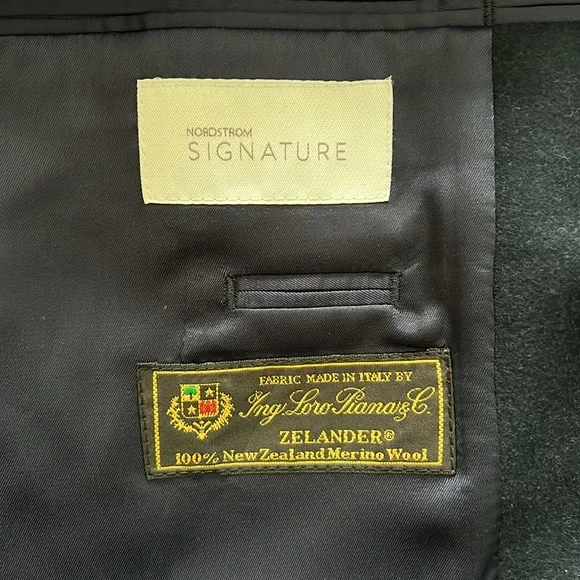 NORDSTROM
SIGNATURE
FABRIC MADE IN ITALY BY
Ing. Loro Piana & C.
ZELANDER®
100% New Zealand Merino Wool